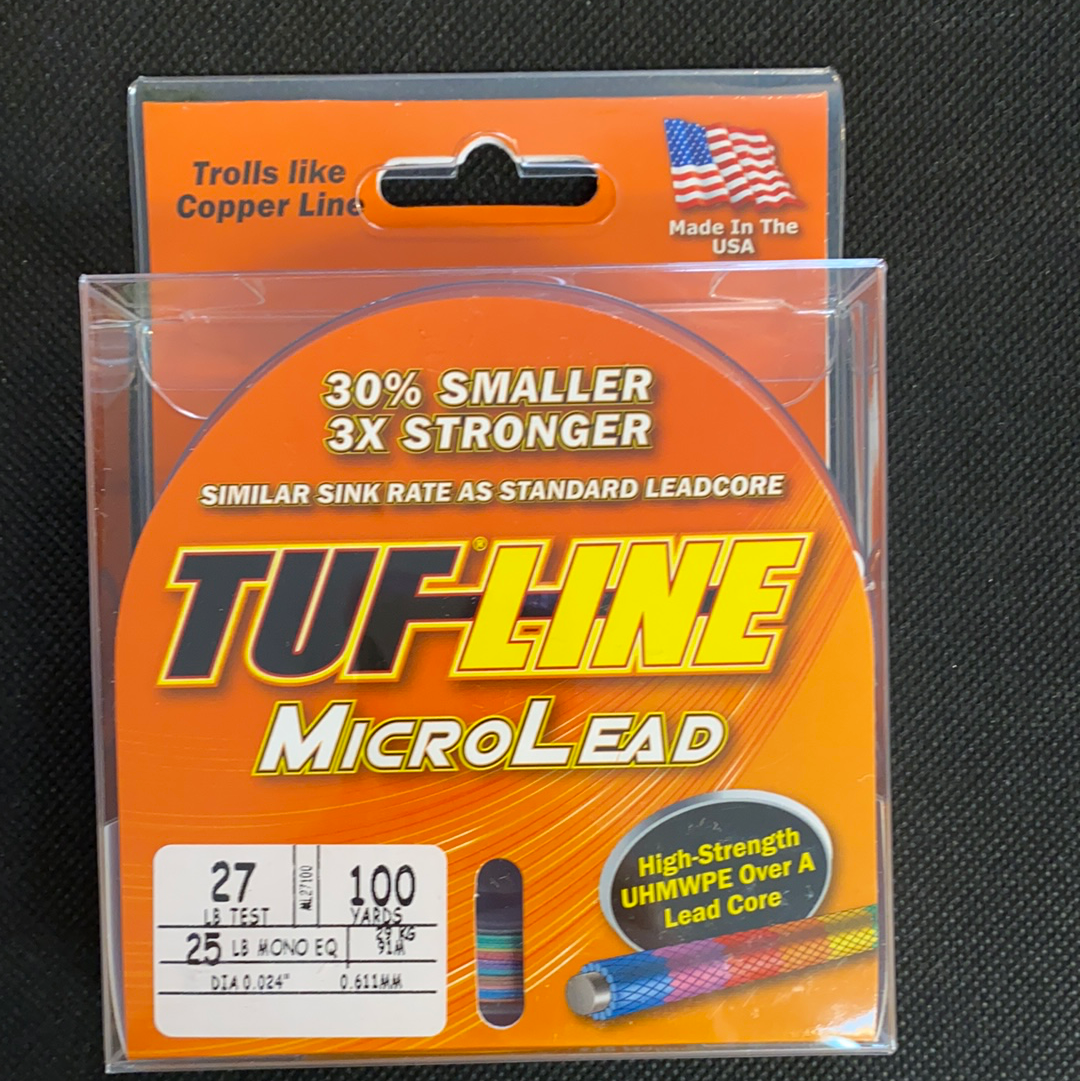 Trolls like
Copper Line
Made In The
USA
30% SMALLER
3X STRONGER
SIMILAR SINK RATE AS STANDARD LEADCORE
TUF-LINE®
MICROLEAD
High-Strength
UHMWPE Over A
Lead Core
27
LB TEST
ML27100
100
YARDS
25 LB MONO EQ
29 KG
91M
DIA 0.024" 0.611MM